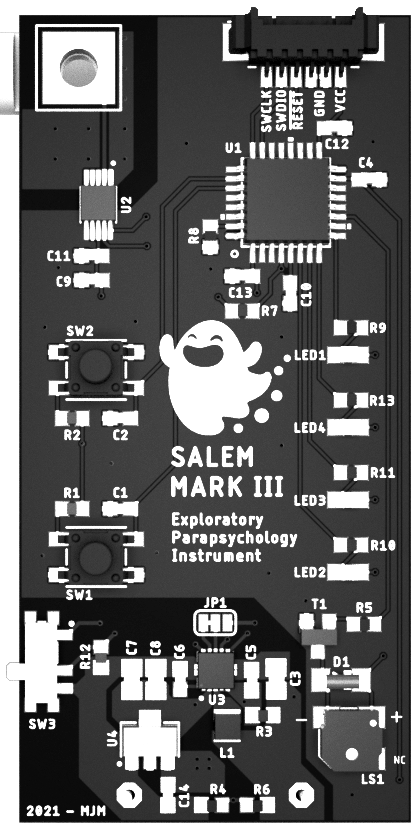 SWCLK
SWDIO
RESET
GND
VCC
C12
U1
C4
U2
R8
C11
C9
C13
R7
C10
SW2
R9
LED1
R2
C2
R13
LED4
SALEM
MARK III
R11
LED3
R1
C1
Exploratory
Parapsychology
Instrument
R10
LED2
SW1
JP1
T1
R5
R12
C7
C8
C6
C5
C3
D1
U3
SW3
U4
L1
R3
− +
NC
LS1
C14
R4
R6
2021 – MJM